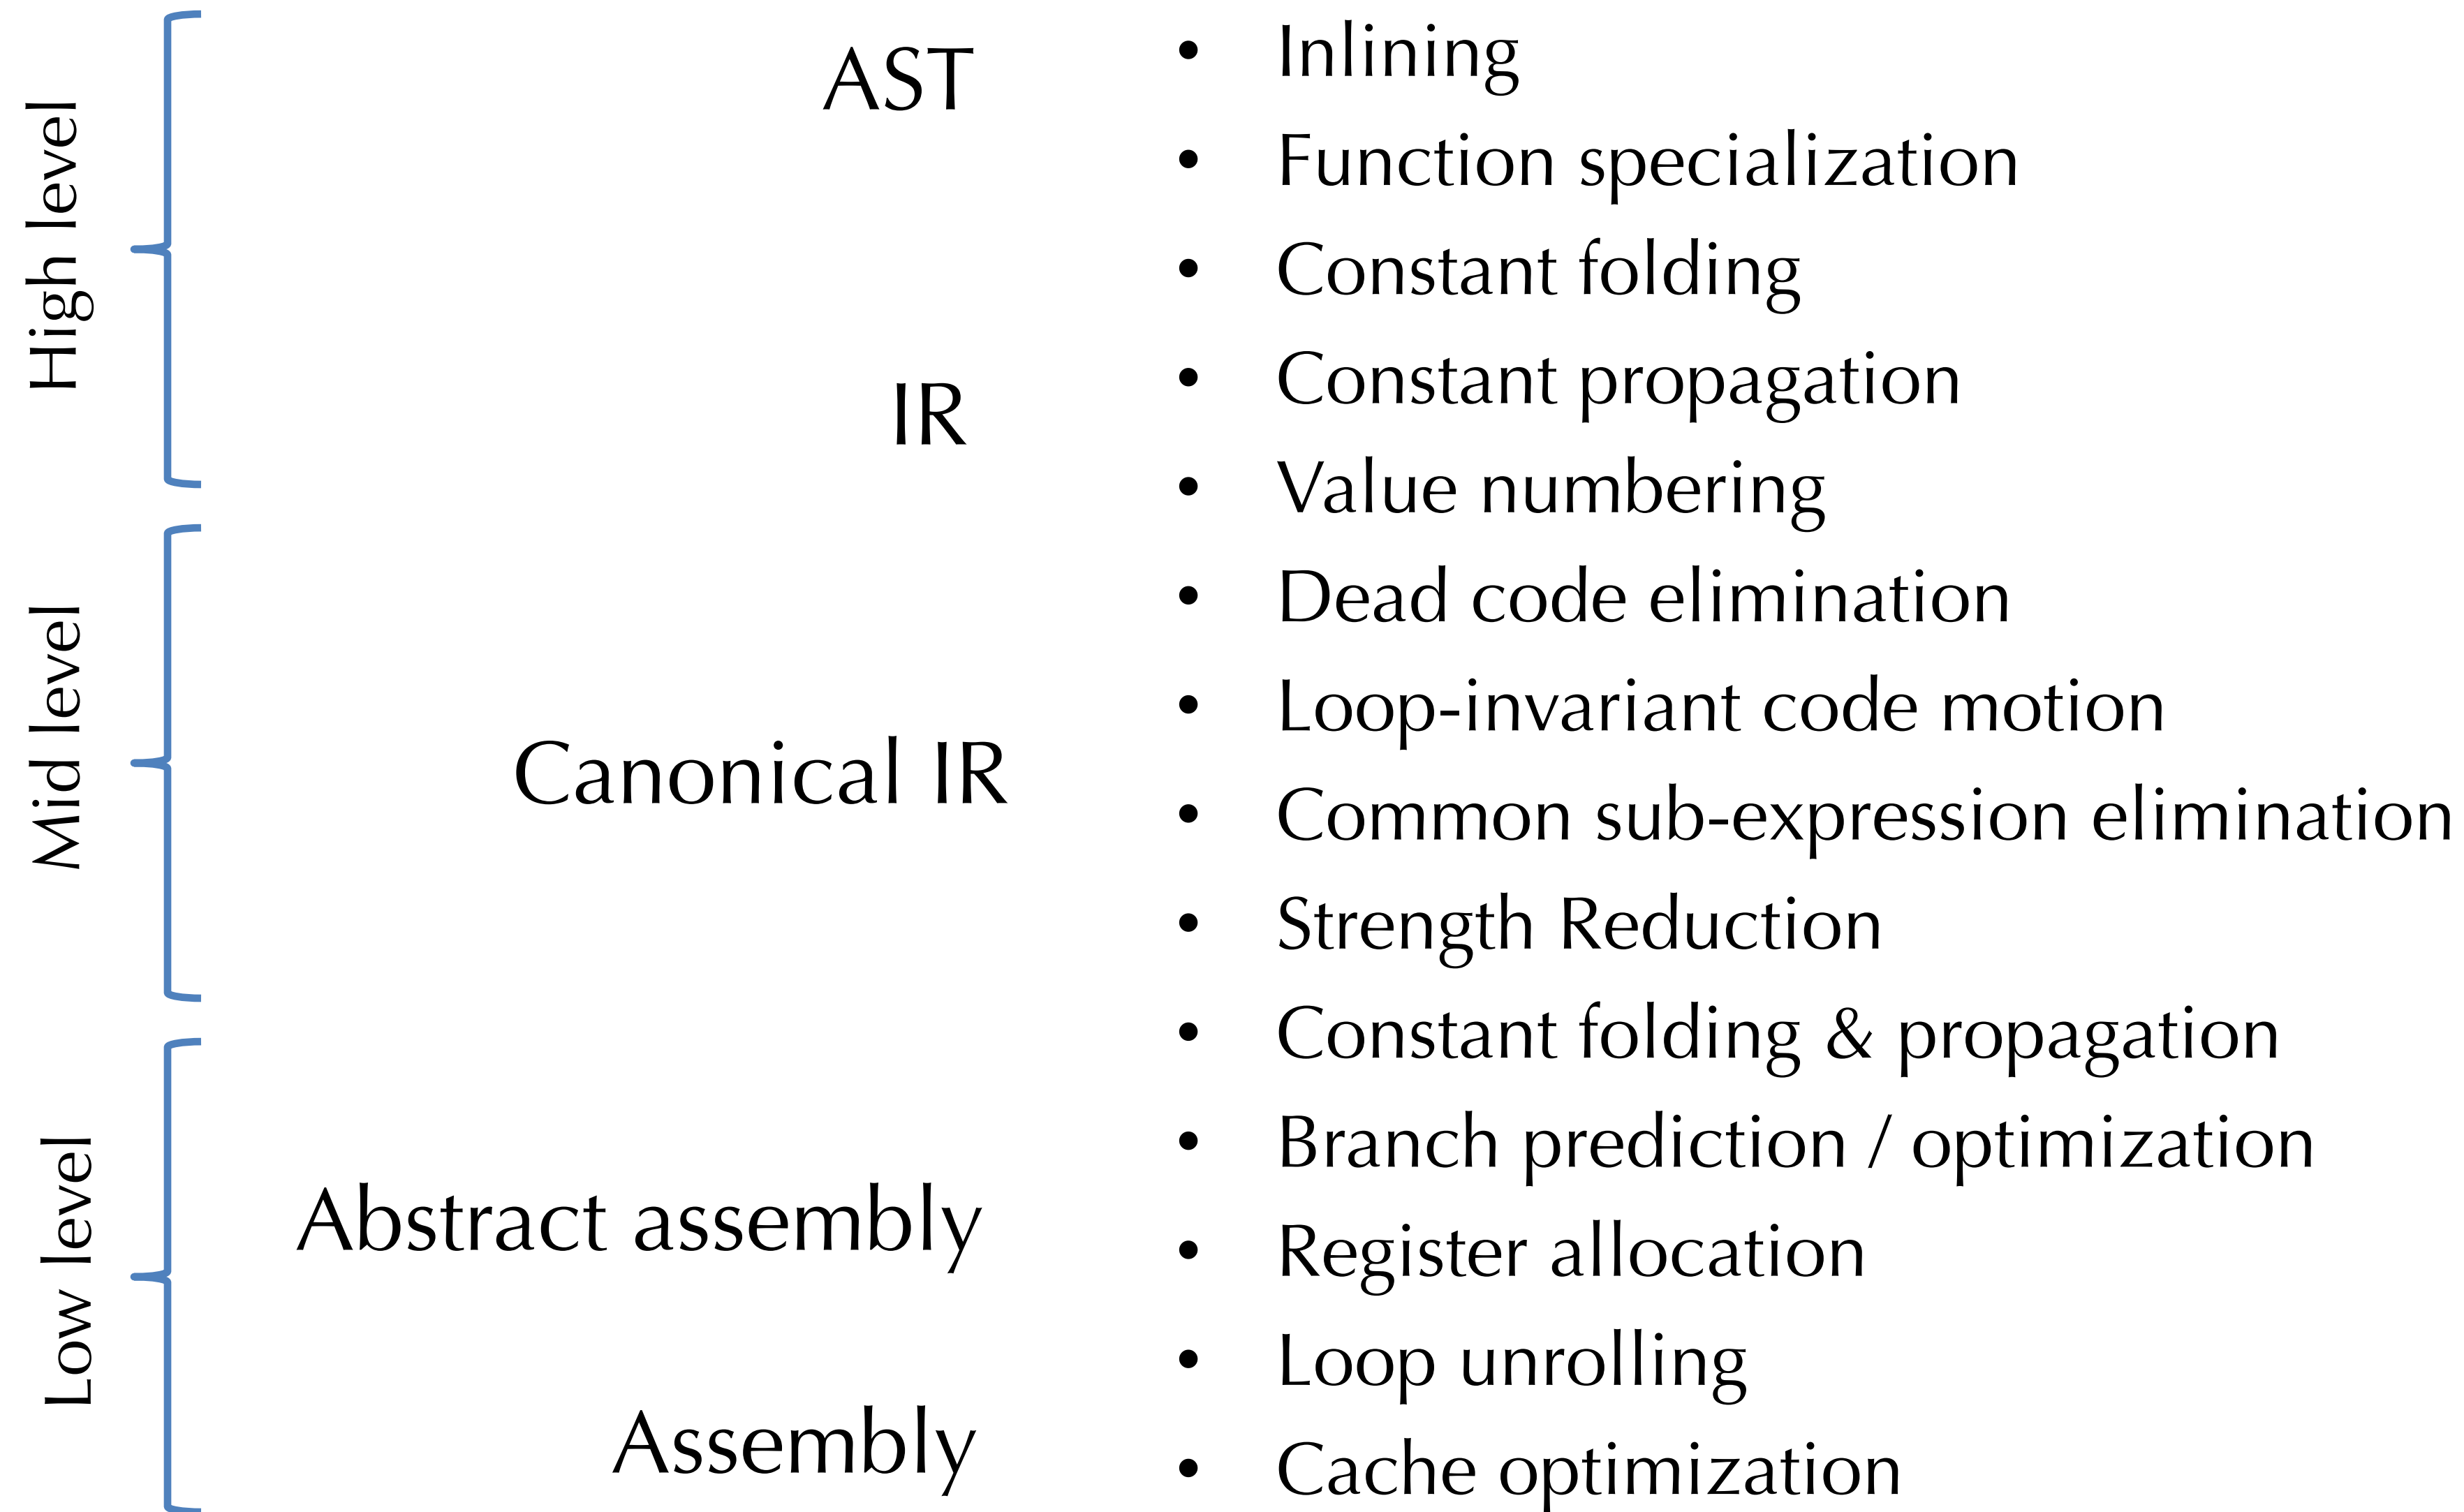 High level
AST
IR
Mid level
Canonical IR
Low level
Abstract assembly
Assembly
• Inlining
• Function specialization
• Constant folding
• Constant propagation
• Value numbering
• Dead code elimination
• Loop-invariant code motion
• Common sub-expression elimination
• Strength Reduction
• Constant folding & propagation
• Branch prediction / optimization
• Register allocation
• Loop unrolling
• Cache optimization